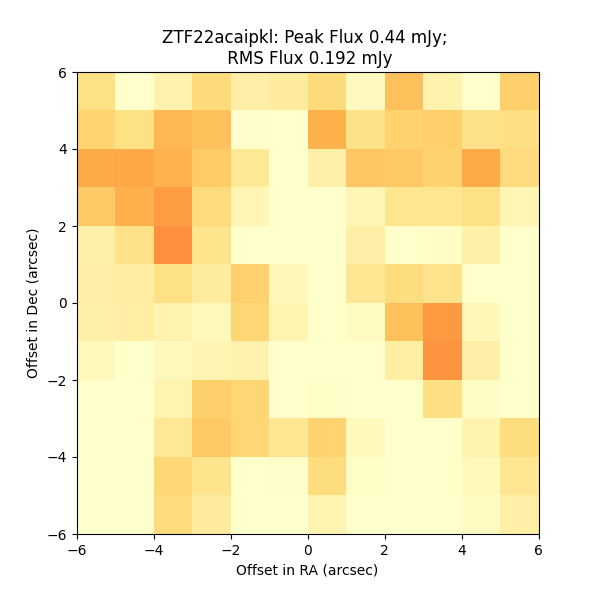 ZTF22acaipkl: Peak Flux 0.44 mJy;
RMS Flux 0.192 mJy
6
4
2
0
−2
−4
−6
Offset in Dec (arcsec)
−6 −4 −2 0 2 4 6
Offset in RA (arcsec)